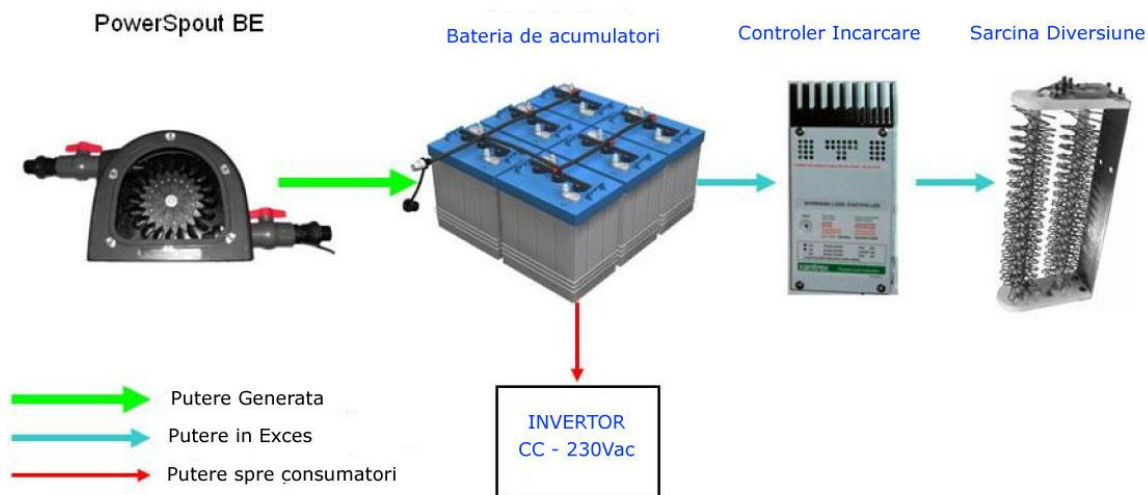 PowerSpout BE
Bateria de acumulatori
Controler Incarcare
Sarcina Diversiune
xantrex
Putere Generata
Putere in Exces
Putere spre consumatori
INVERTOR
CC - 230Vac